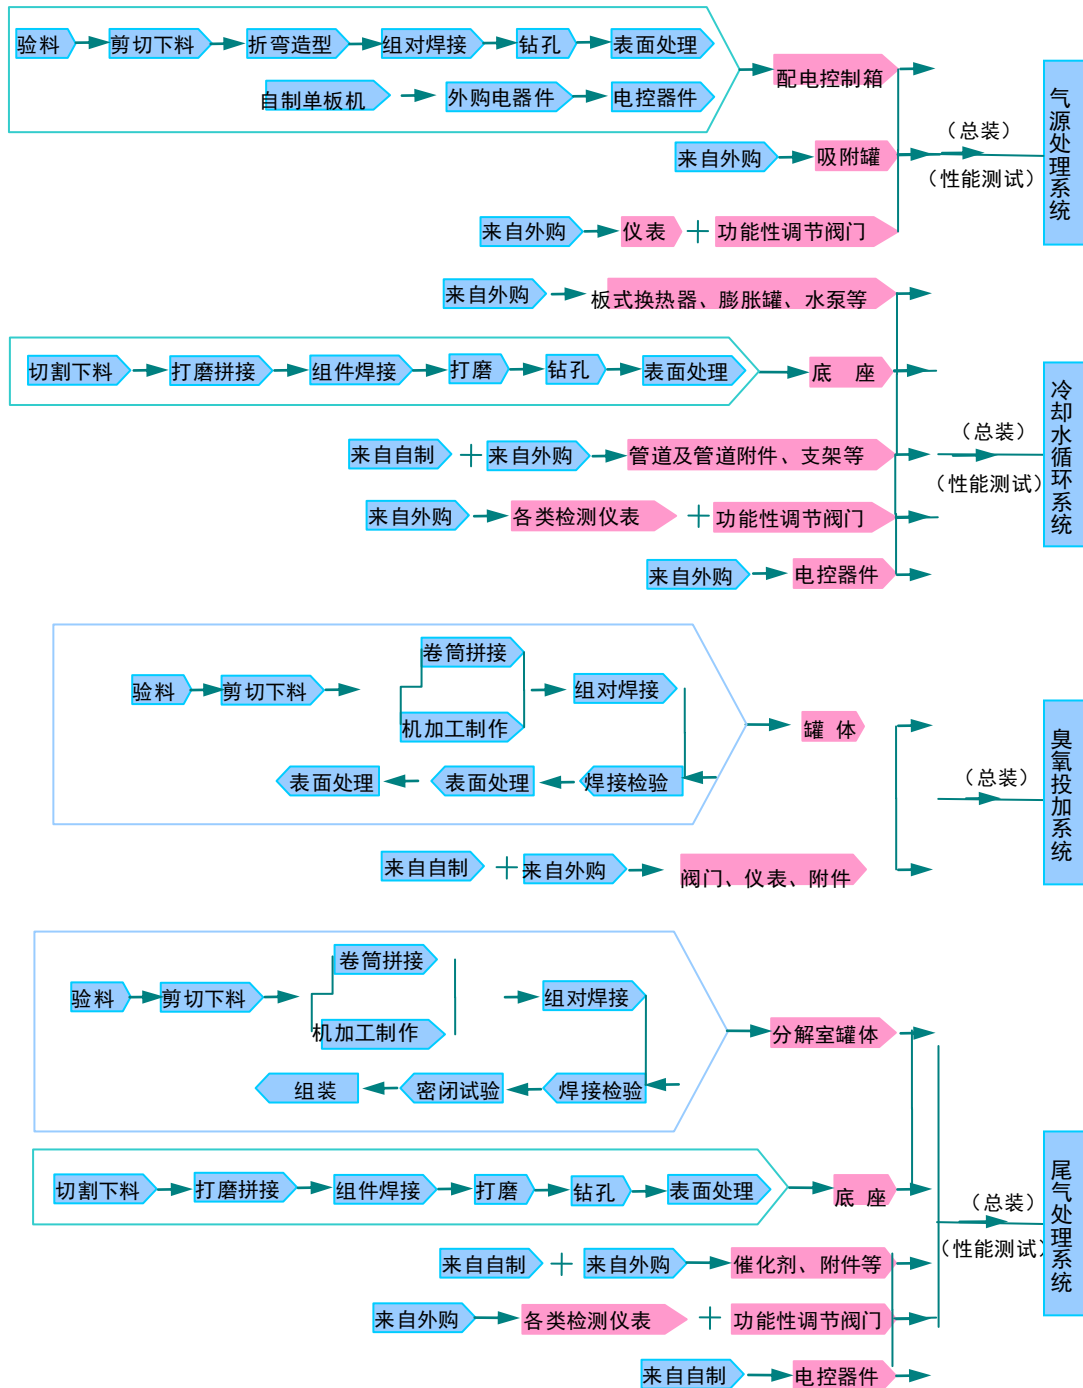 验料 剪切下料 折弯造型 组对焊接 钻孔 表面处理
自制单板机 外购电器件 电控器件
配电控制箱
来自外购 吸附罐
来自外购 仪表 + 功能性调节阀门
（总装）
（性能测试）
气源处理系统
来自外购 板式换热器、膨胀罐、水泵等
切割下料 打磨拼接 组件焊接 打磨 钻孔 表面处理 底 座
来自自制 + 来自外购 管道及管道附件、支架等
来自外购 各类检测仪表 + 功能性调节阀门
来自外购 电控器件
（总装）
（性能测试）
冷却水循环系统
卷筒拼接
验料 剪切下料 组对焊接
机加工制作
表面处理 表面处理 焊接检验
罐 体
来自自制 + 来自外购 阀门、仪表、附件
（总装）
臭氧投加系统
卷筒拼接
验料 剪切下料 组对焊接
机加工制作
组装 密闭试验 焊接检验
分解室罐体
切割下料 打磨拼接 组件焊接 打磨 钻孔 表面处理 底 座
来自自制 + 来自外购 催化剂、附件等
来自外购 各类检测仪表 + 功能性调节阀门
来自自制 电控器件
（总装）
（性能测试）
尾气处理系统